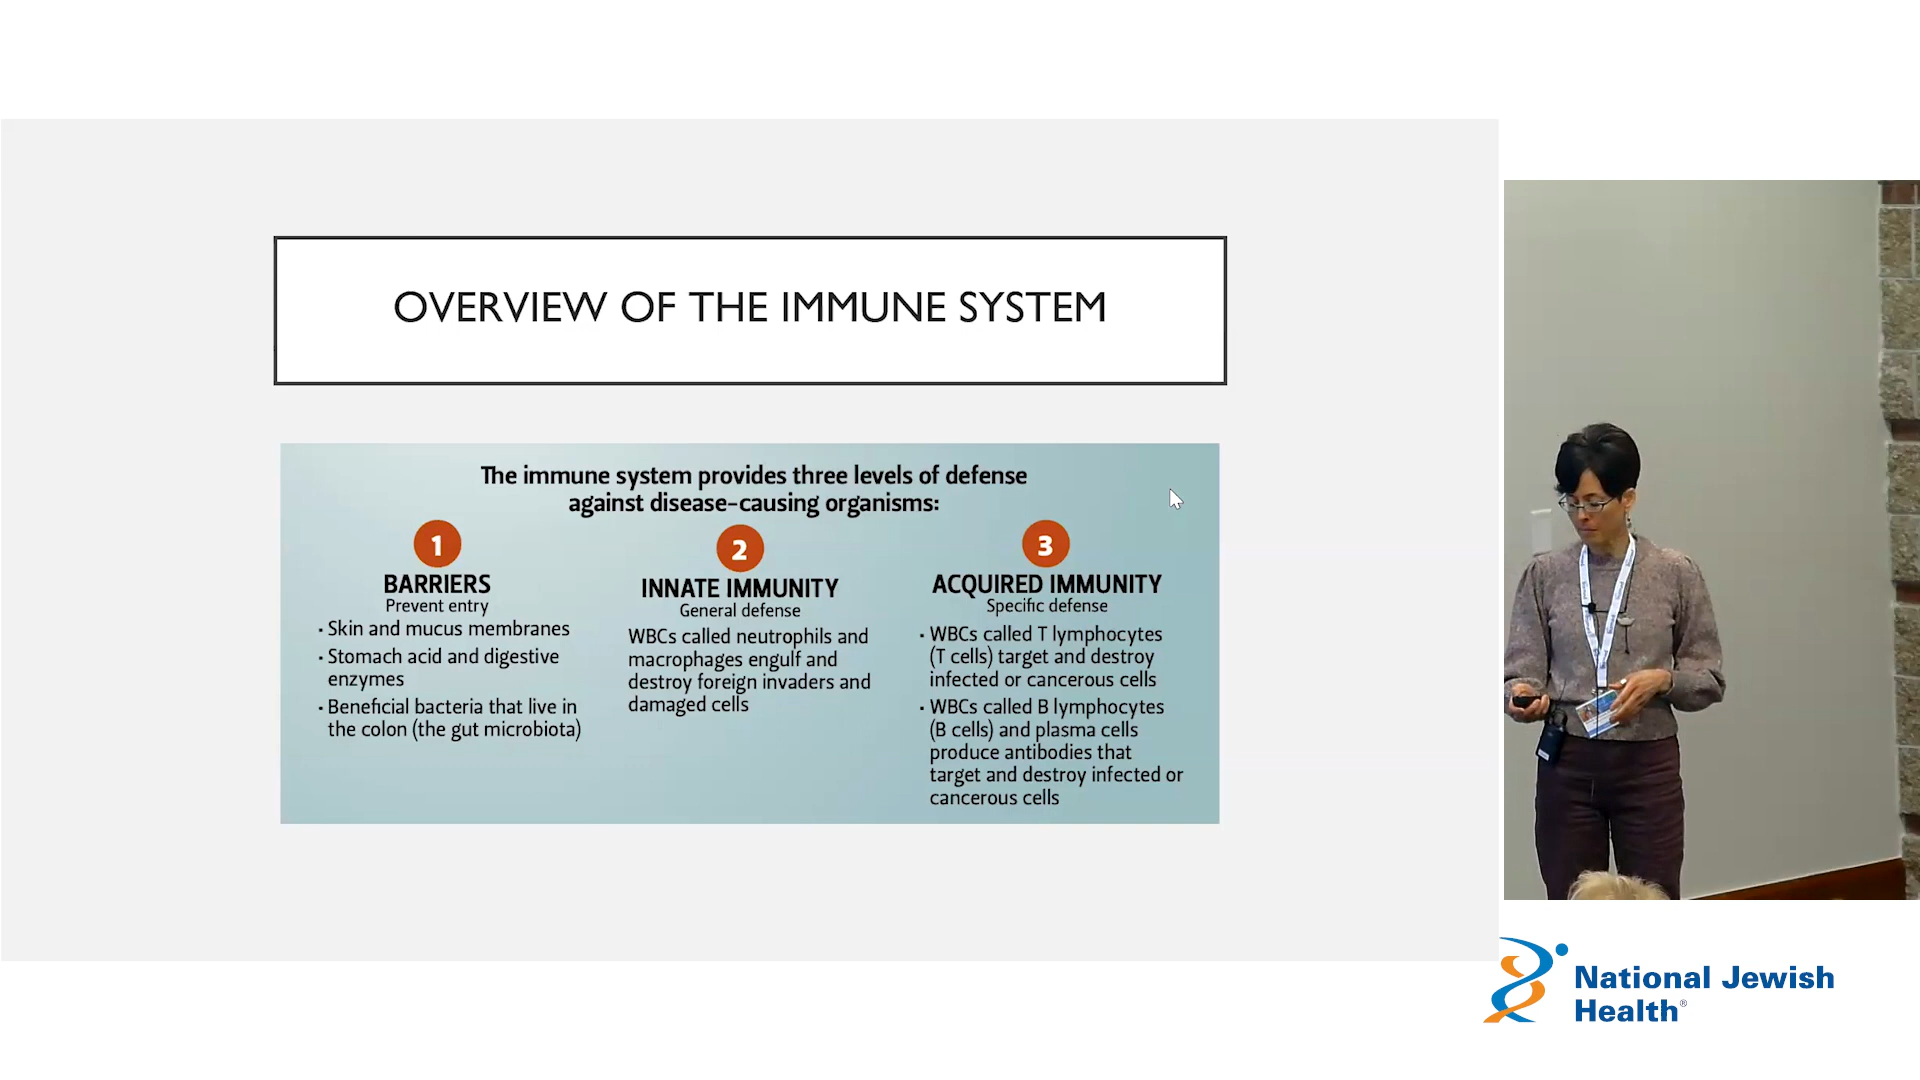 OVERVIEW OF THE IMMUNE SYSTEM
The immune system provides three levels of defense
against disease-causing organisms:
1
BARRIERS
Prevent entry
· Skin and mucus membranes
· Stomach acid and digestive
enzymes
· Beneficial bacteria that live in
the colon (the gut microbiota)
2
INNATE IMMUNITY
General defense
WBCs called neutrophils and
macrophages engulf and
destroy foreign invaders and
damaged cells
3
ACQUIRED IMMUNITY
Specific defense
· WBCs called T lymphocytes
(T cells) target and destroy
infected or cancerous cells
· WBCs called B lymphocytes
(B cells) and plasma cells
produce antibodies that
target and destroy infected or
cancerous cells
National Jewish
Health®